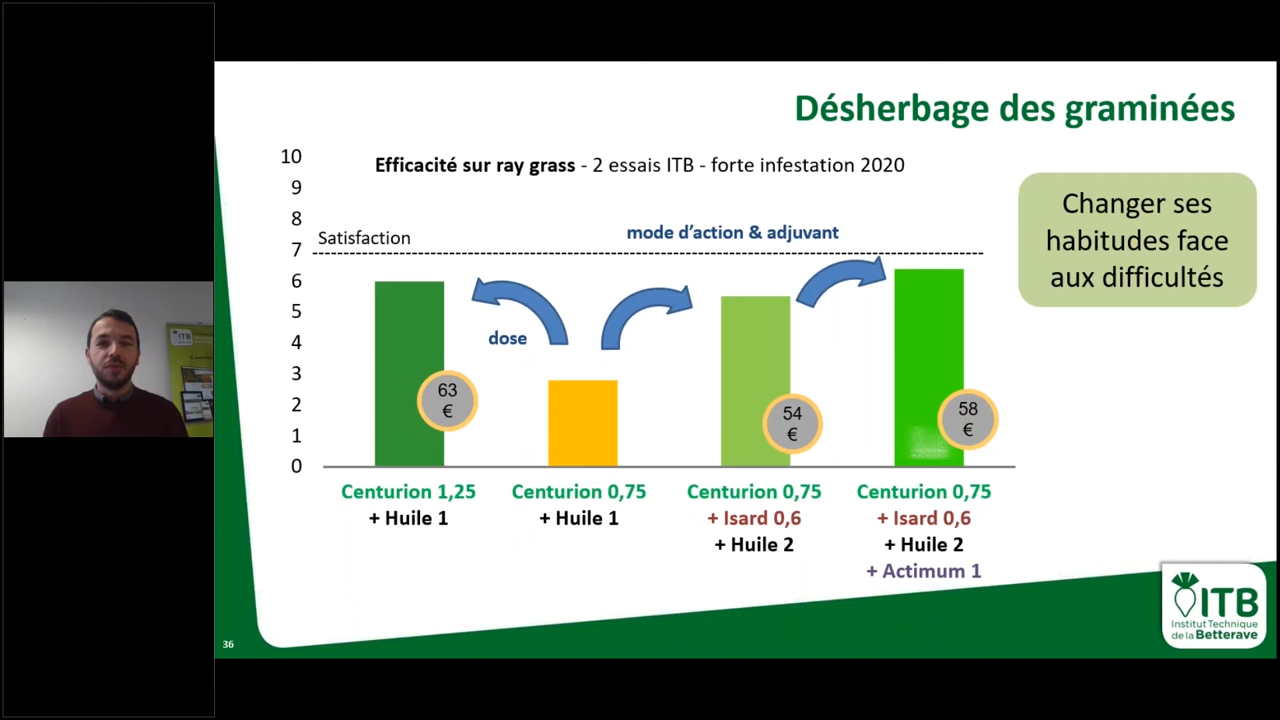 Désherbage des graminées
Efficacité sur ray grass - 2 essais ITB - forte infestation 2020
10
9
8
7
6
5
4
3
2
1
0
Satisfaction
mode d'action & adjuvant
dose
63
€
54
€
58
€
Centurion 1,25
+ Huile 1
Centurion 0,75
+ Huile 1
Centurion 0,75
+ Isard 0,6
+ Huile 2
Centurion 0,75
+ Isard 0,6
+ Huile 2
+ Actimum 1
Changer ses
habitudes face
aux difficultés
ITB
36
ITB
Institut Technique
de la Betterave